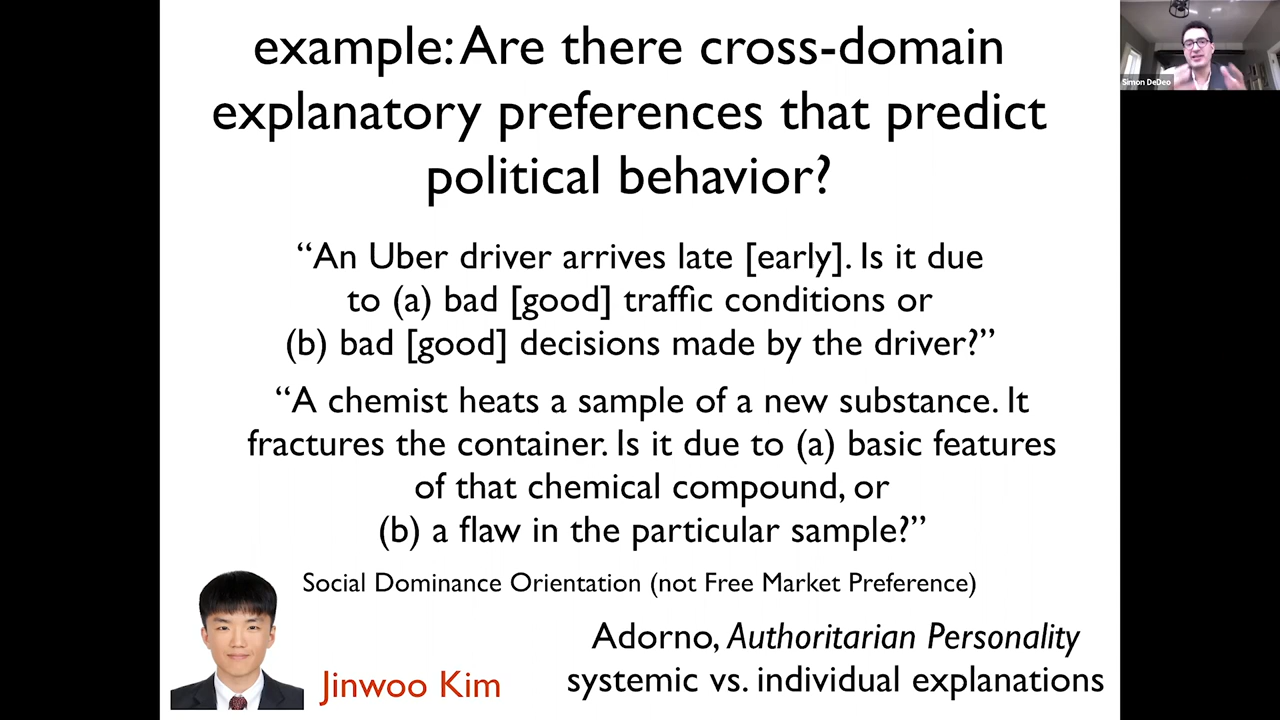 example: Are there cross-domain
explanatory preferences that predict
political behavior?
Simon DeDeo
“An Uber driver arrives late [early]. Is it due
to (a) bad [good] traffic conditions or
(b) bad [good] decisions made by the driver?”
“A chemist heats a sample of a new substance. It
fractures the container. Is it due to (a) basic features
of that chemical compound, or
(b) a flaw in the particular sample?”
Social Dominance Orientation (not Free Market Preference)
Adorno, Authoritarian Personality
systemic vs. individual explanations
Jinwoo Kim